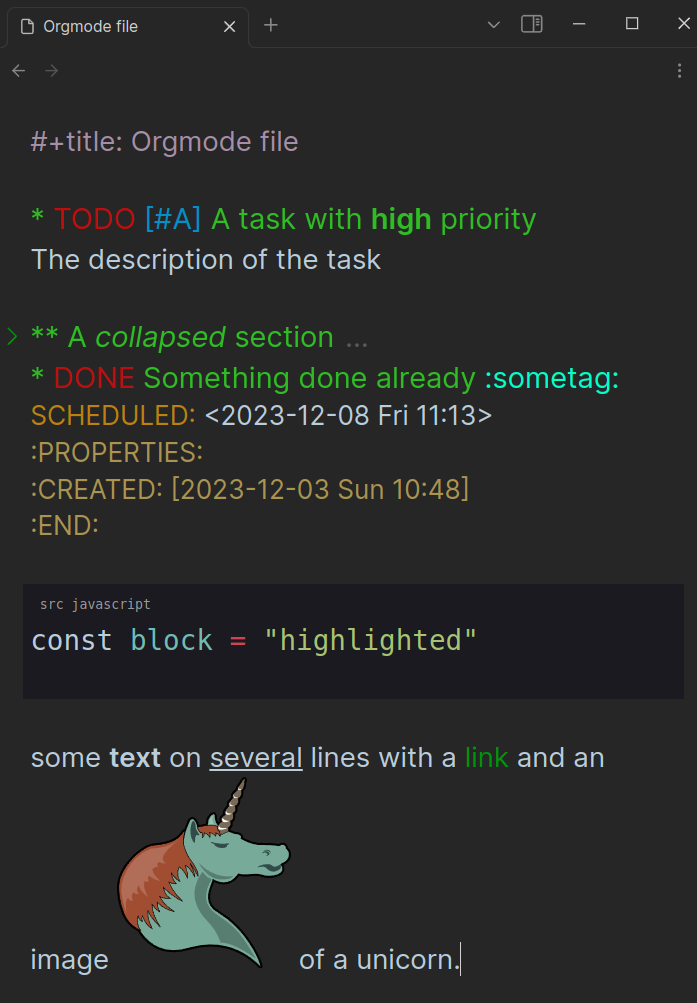 Orgmode file
#+title: Orgmode file
* TODO [#A] A task with high priority
The description of the task
** A collapsed section ...
* DONE Something done already :sometag:
SCHEDULED: <2023-12-08 Fri 11:13>
:PROPERTIES:
:CREATED: [2023-12-03 Sun 10:48]
:END:
src javascript
const block = "highlighted"
some text on several lines with a link and an
image of a unicorn.